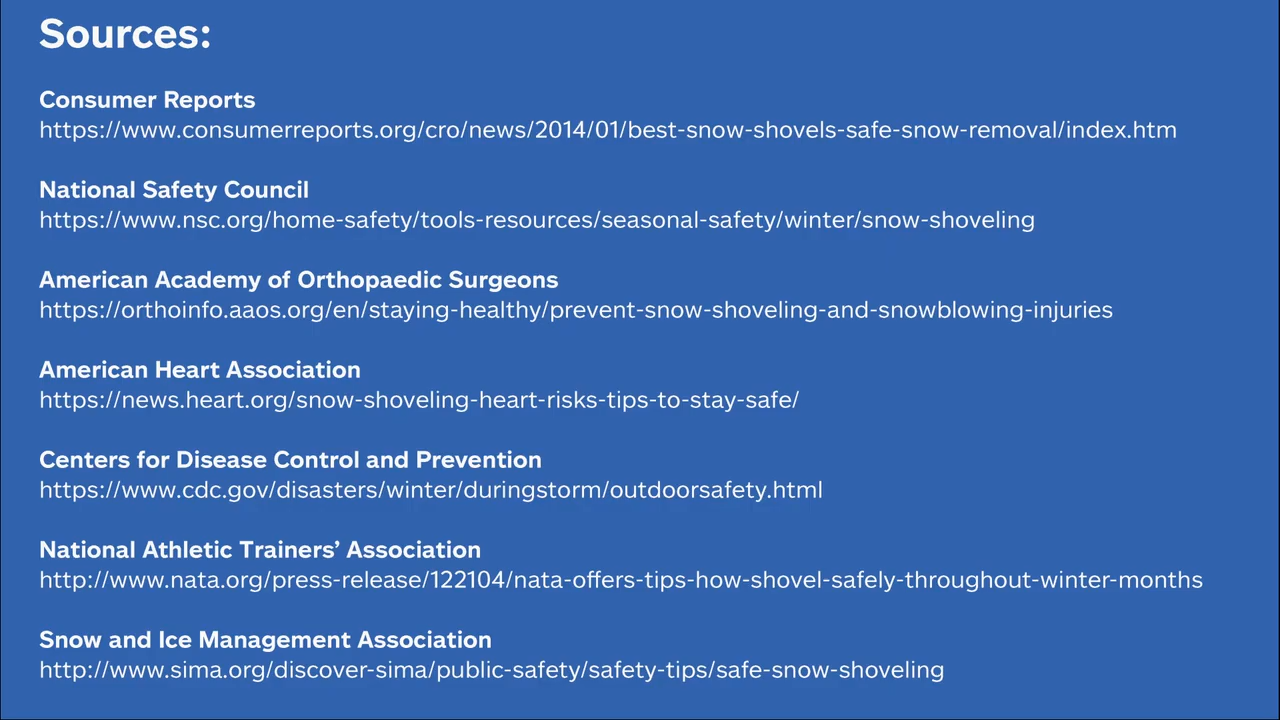 Sources:
Consumer Reports
https://www.consumerreports.org/cro/news/2014/01/best-snow-shovels-safe-snow-removal/index.htm
National Safety Council
https://www.nsc.org/home-safety/tools-resources/seasonal-safety/winter/snow-shoveling
American Academy of Orthopaedic Surgeons
https://orthoinfo.aaos.org/en/staying-healthy/prevent-snow-shoveling-and-snowblowing-injuries
American Heart Association
https://news.heart.org/snow-shoveling-heart-risks-tips-to-stay-safe/
Centers for Disease Control and Prevention
https://www.cdc.gov/disasters/winter/duringstorm/outdoorsafety.html
National Athletic Trainers’ Association
http://www.nata.org/press-release/122104/nata-offers-tips-how-shovel-safely-throughout-winter-months
Snow and Ice Management Association
http://www.sima.org/discover-sima/public-safety/safety-tips/safe-snow-shoveling